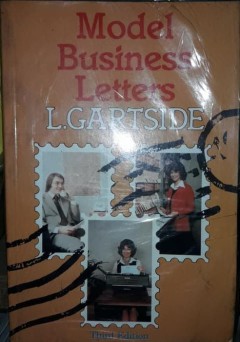 Model
Business
Letters
L.GARTSIDE
Third Edition